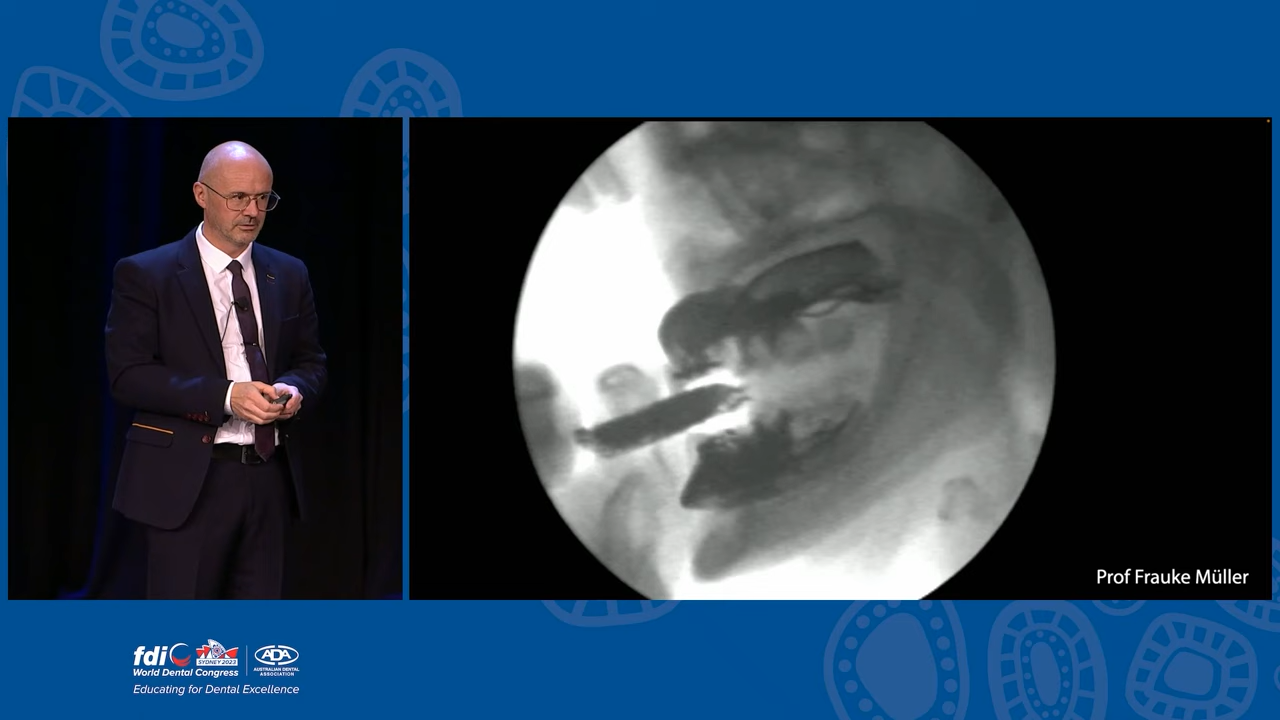 Prof Frauke Müller
fdi
SYDNEY 2023
World Dental Congress
ADA
AUSTRALIAN DENTAL
ASSOCIATION
Educating for Dental Excellence